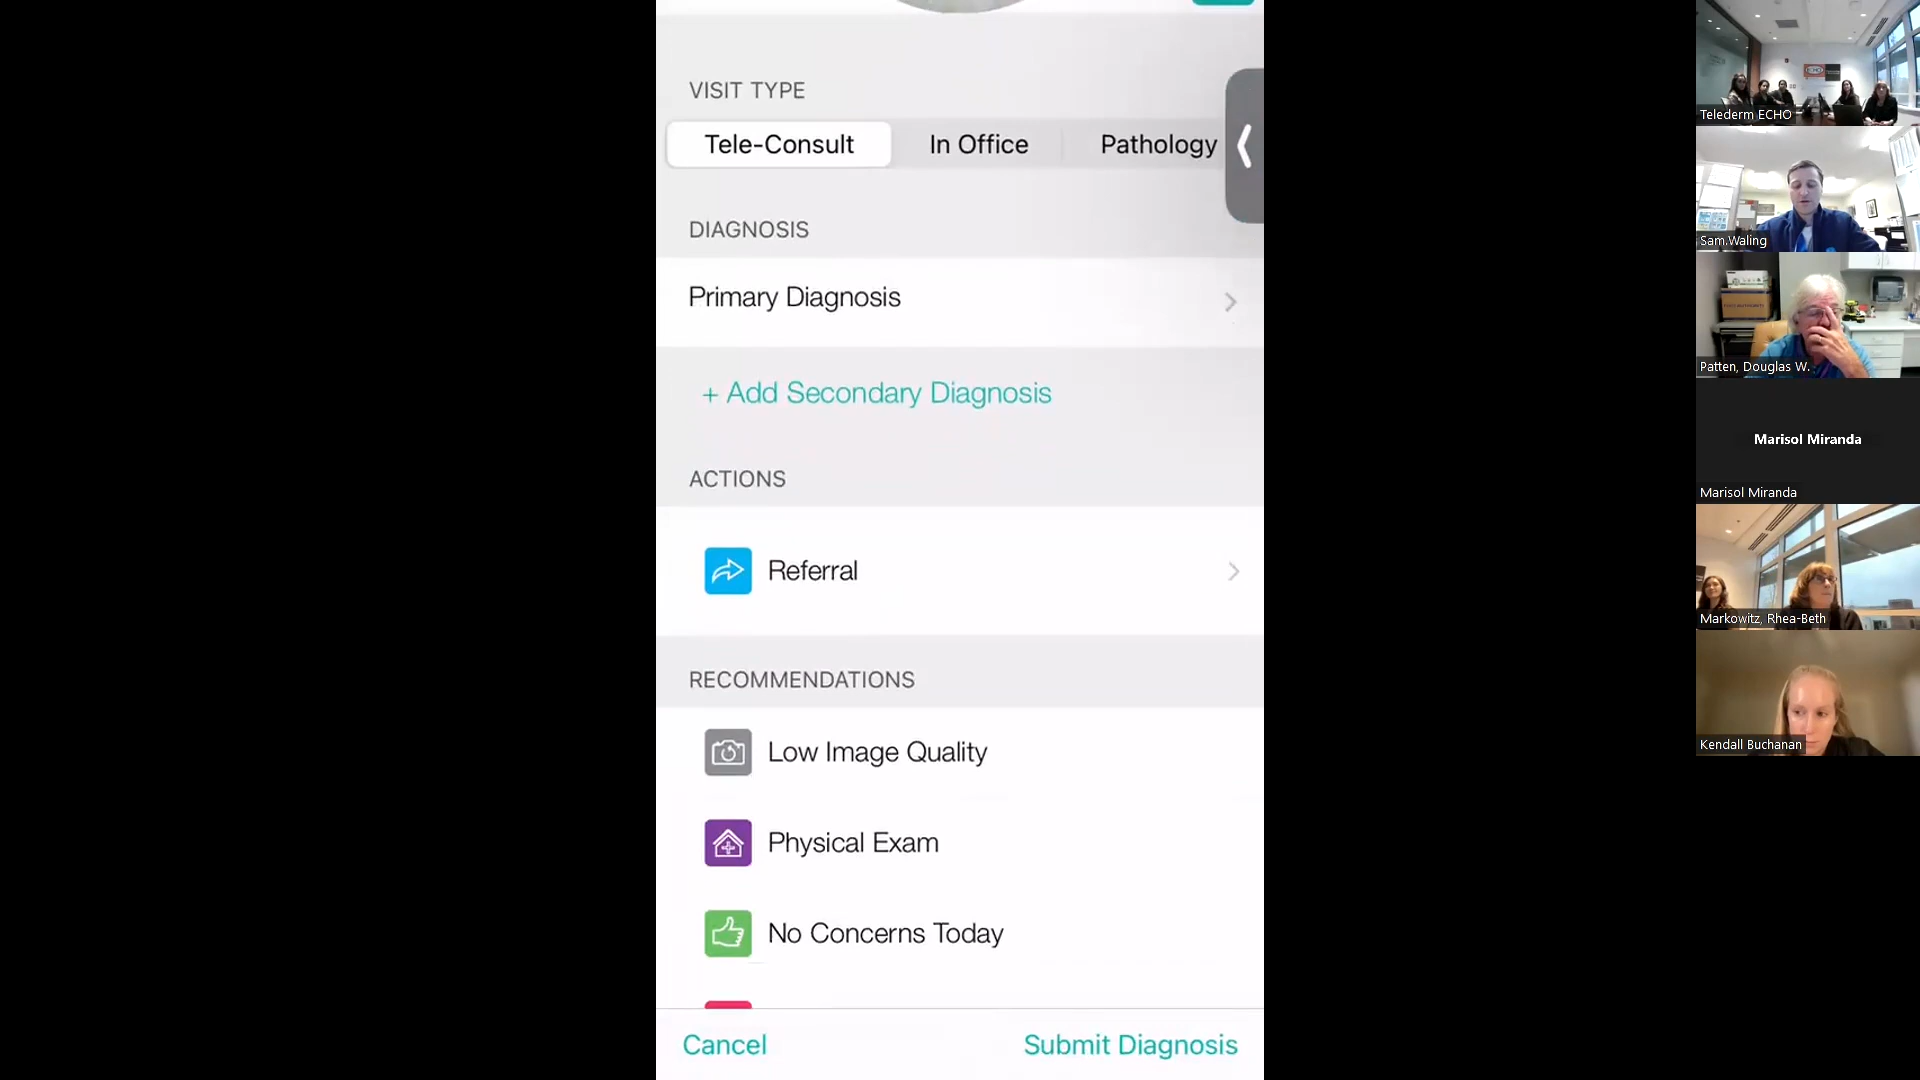 VISIT TYPE
Tele-Consult
In Office
Pathology
DIAGNOSIS
Primary Diagnosis
+ Add Secondary Diagnosis
ACTIONS
Referral
RECOMMENDATIONS
Low Image Quality
Physical Exam
No Concerns Today
Cancel
Submit Diagnosis
ECHO
Telederm ECHO
Sam.Waling
Patten, Douglas W.
Marisol Miranda
Marisol Miranda
Markowitz, Rhea-Beth
Kendall Buchanan